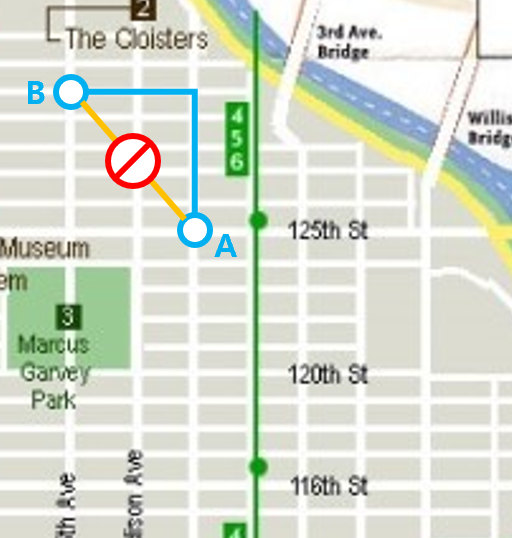 2
The Cloisters
3rd Ave.
Bridge
B
4
5
6
Willis
Bridg
125th St
A
Museum
em
3
Marcus
Garvey
Park
120th St
116th St
th Ave
dison Ave
4